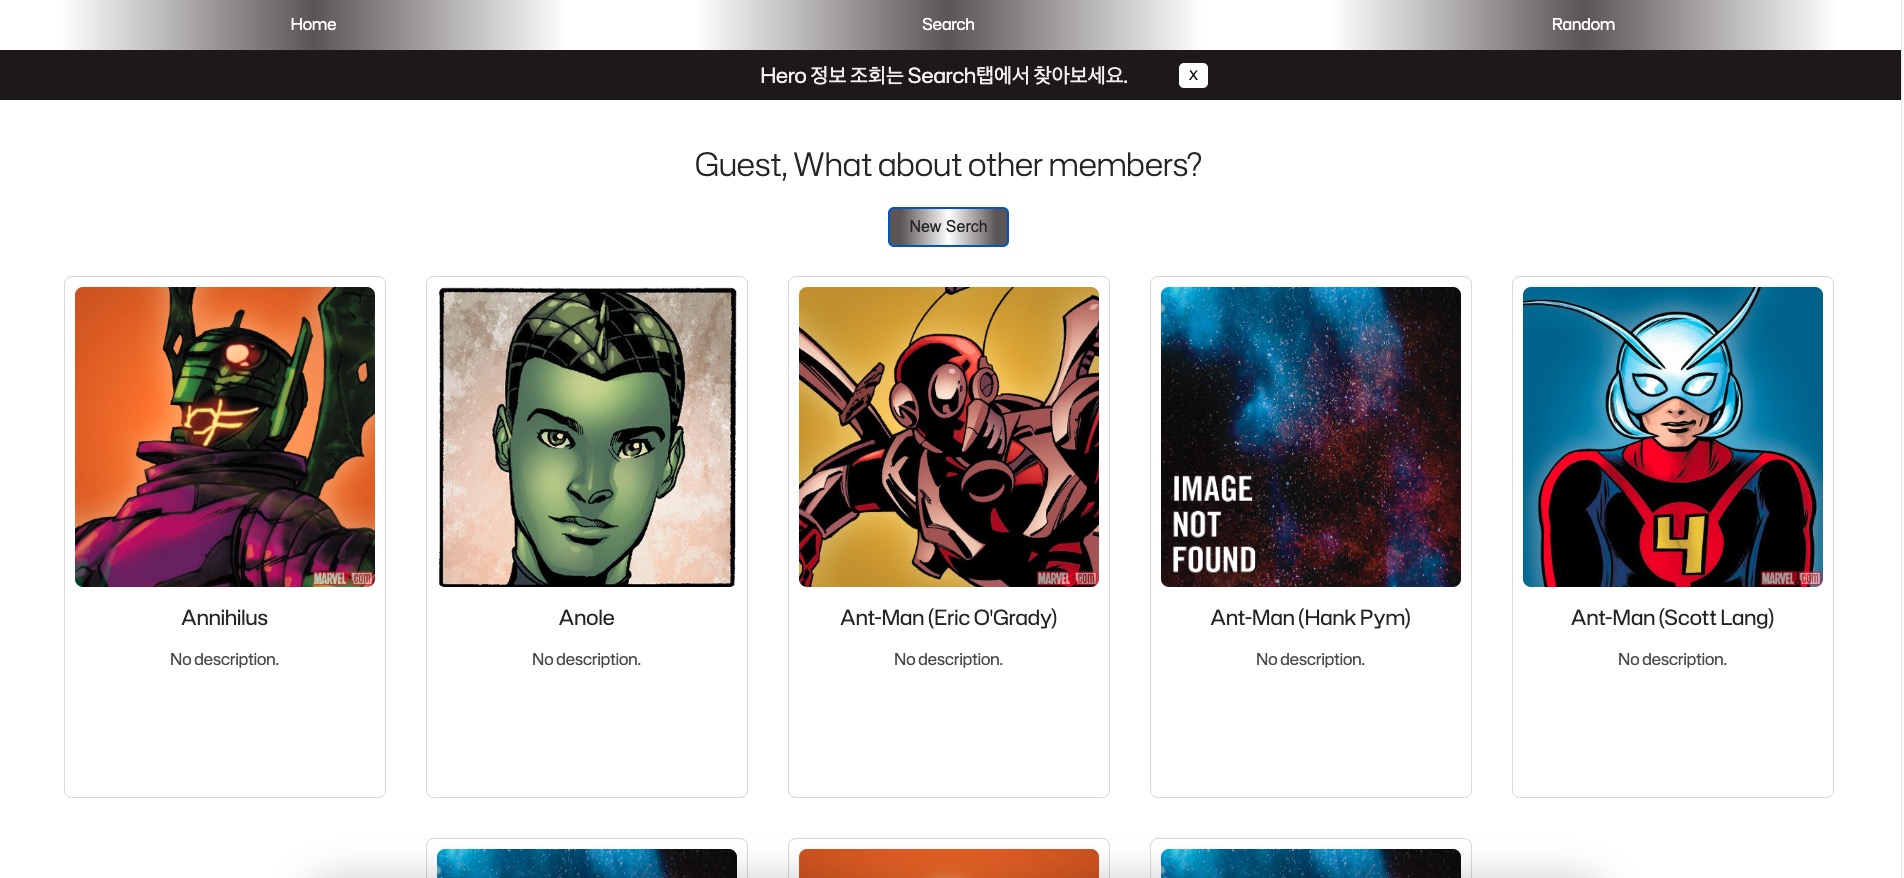 Home
Search
Random
Hero 정보 조회는 Search탭에서 찾아보세요.
X
Guest, What about other members?
New Serch
MARVEL.com
MARVEL.com
IMAGE
NOT
FOUND
4
MARVEL.com
Annihilus
Anole
Ant-Man (Eric O'Grady)
Ant-Man (Hank Pym)
Ant-Man (Scott Lang)
No description.
No description.
No description.
No description.
No description.